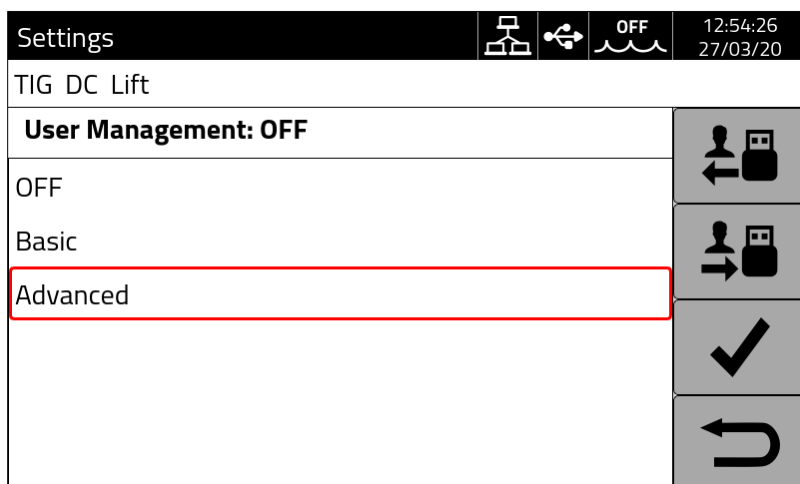 Settings
OFF
12:54:26
27/03/20
TIG DC Lift
User Management: OFF
OFF
Basic
Advanced